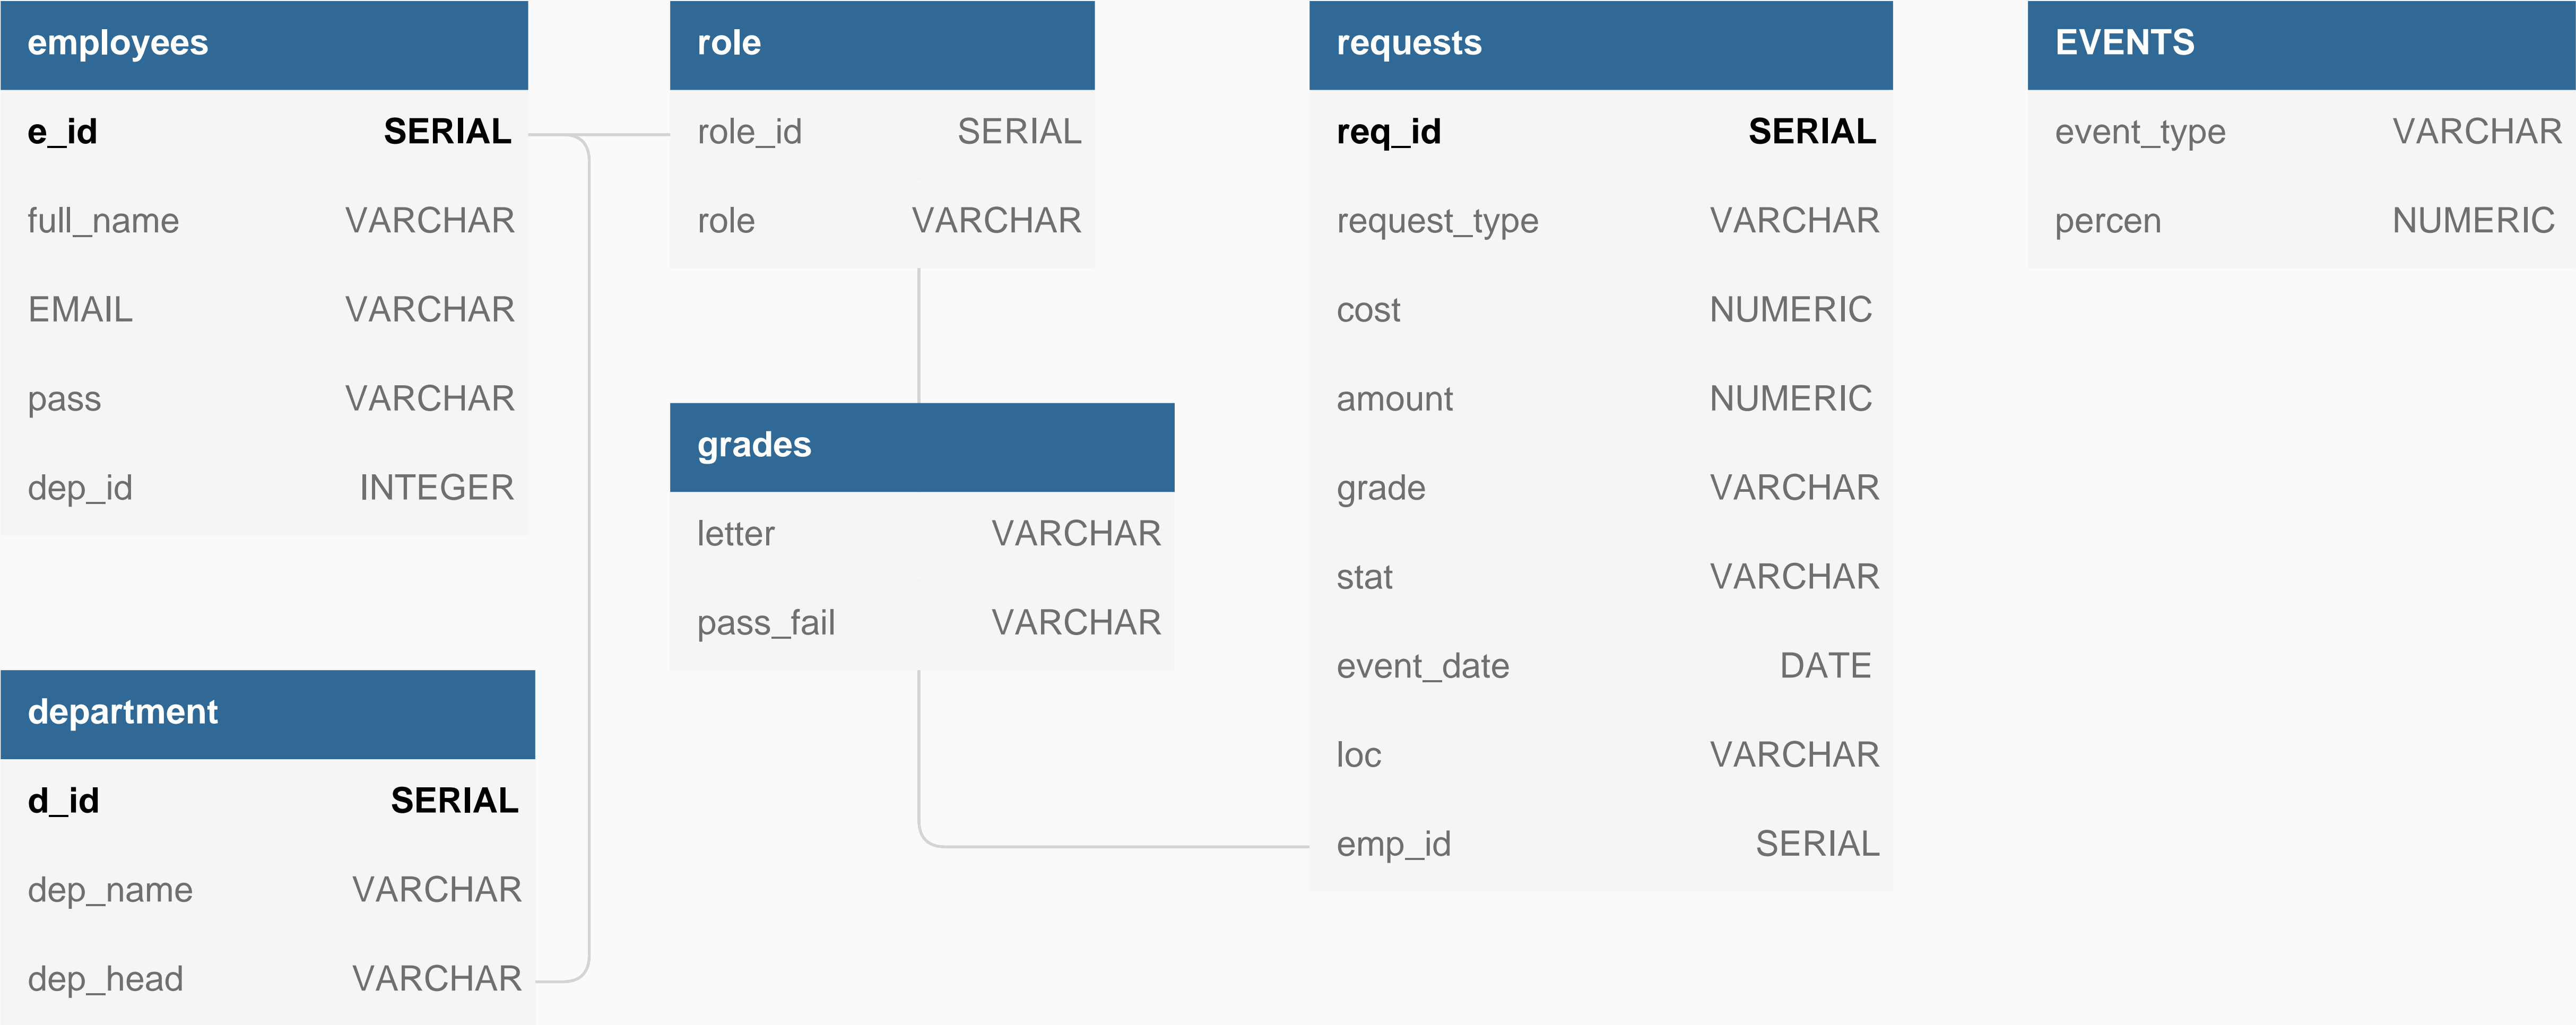 employees
e_id SERIAL
full_name VARCHAR
EMAIL VARCHAR
pass VARCHAR
dep_id INTEGER
department
d_id SERIAL
dep_name VARCHAR
dep_head VARCHAR
role
role_id SERIAL
role VARCHAR
grades
letter VARCHAR
pass_fail VARCHAR
requests
req_id SERIAL
request_type VARCHAR
cost NUMERIC
amount NUMERIC
grade VARCHAR
stat VARCHAR
event_date DATE
loc VARCHAR
emp_id SERIAL
EVENTS
event_type VARCHAR
percen NUMERIC